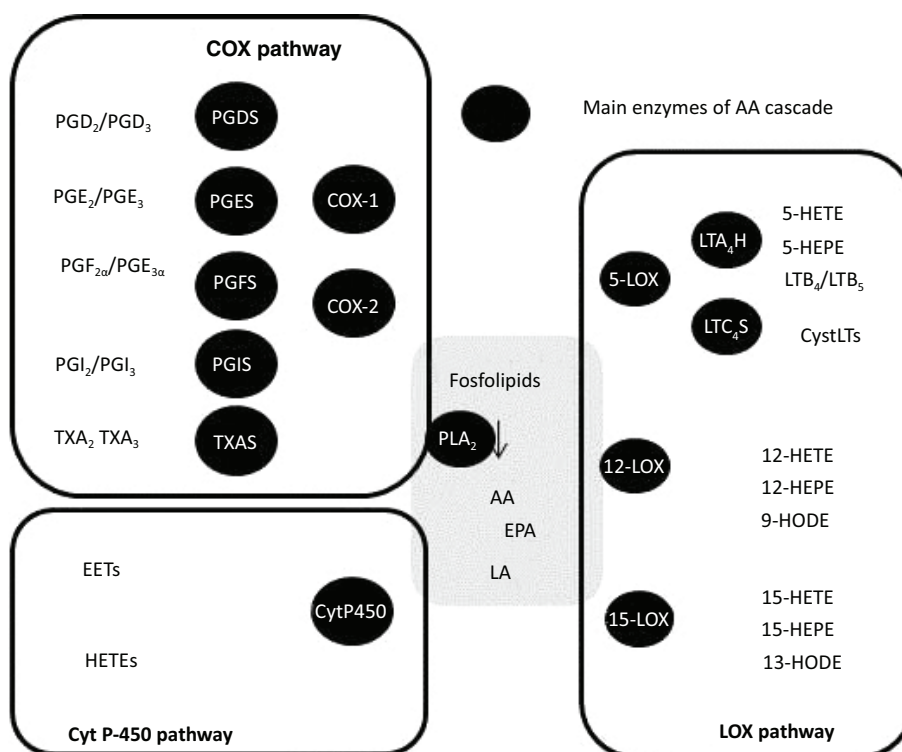 COX pathway
PGD₂/PGD₃
PGDS
PGE₂/PGE₃
PGES
COX-1
PGF₂α/PGE₃α
PGFS
COX-2
PGI₂/PGI₃
PGIS
TXA₂ TXA₃
TXAS
Main enzymes of AA cascade
Fosfolipids
PLA₂
AA
EPA
LA
EETs
CytP450
HETEs
Cyt P-450 pathway
5-LOX
LTA₄H
LTC₄S
5-HETE
5-HEPE
LTB₄/LTB₅
CystLTs
12-LOX
12-HETE
12-HEPE
9-HODE
15-LOX
15-HETE
15-HEPE
13-HODE
LOX pathway